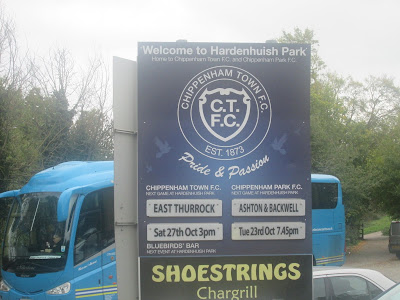 Welcome to Hardenhuish Park
Home to Chippenham Town F.C. and Chippenham Park F.C.
CHIPPENHAM TOWN F.C.
C.T.
F.C.
EST. 1873
Pride & Passion
CHIPPENHAM TOWN F.C.
NEXT GAME AT HARDENHUISH PARK
EAST THURROCK
Sat 27th Oct 3pm
CHIPPENHAM PARK F.C.
NEXT GAME AT HARDENHUISH PARK
ASHTON & BACKWELL
Tue 23rd Oct 7.45pm
BLUEBIRDS' BAR
NEXT EVENT AT HARDENHUISH PARK
SHOESTRINGS
Chargrill